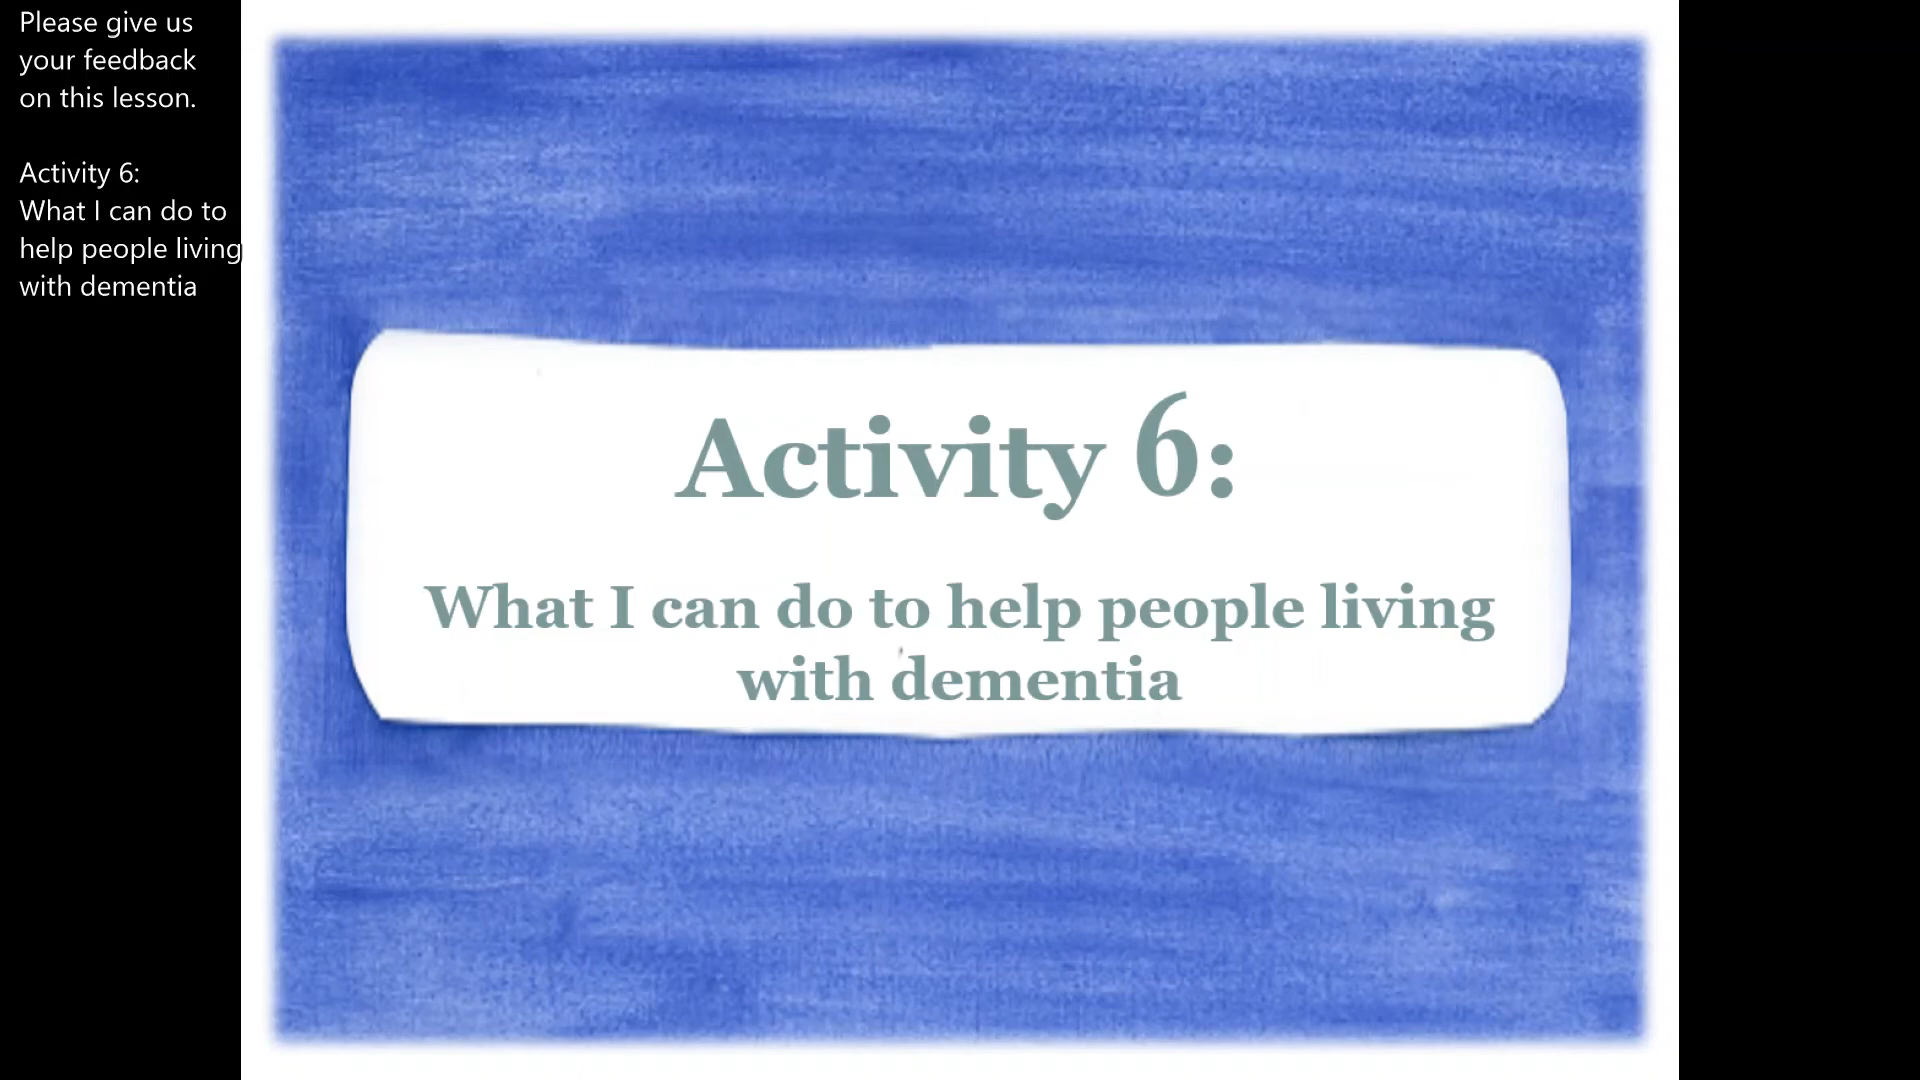 Please give us
your feedback
on this lesson.
Activity 6:
What I can do to
help people living
with dementia
Activity 6:
What I can do to help people living
with dementia